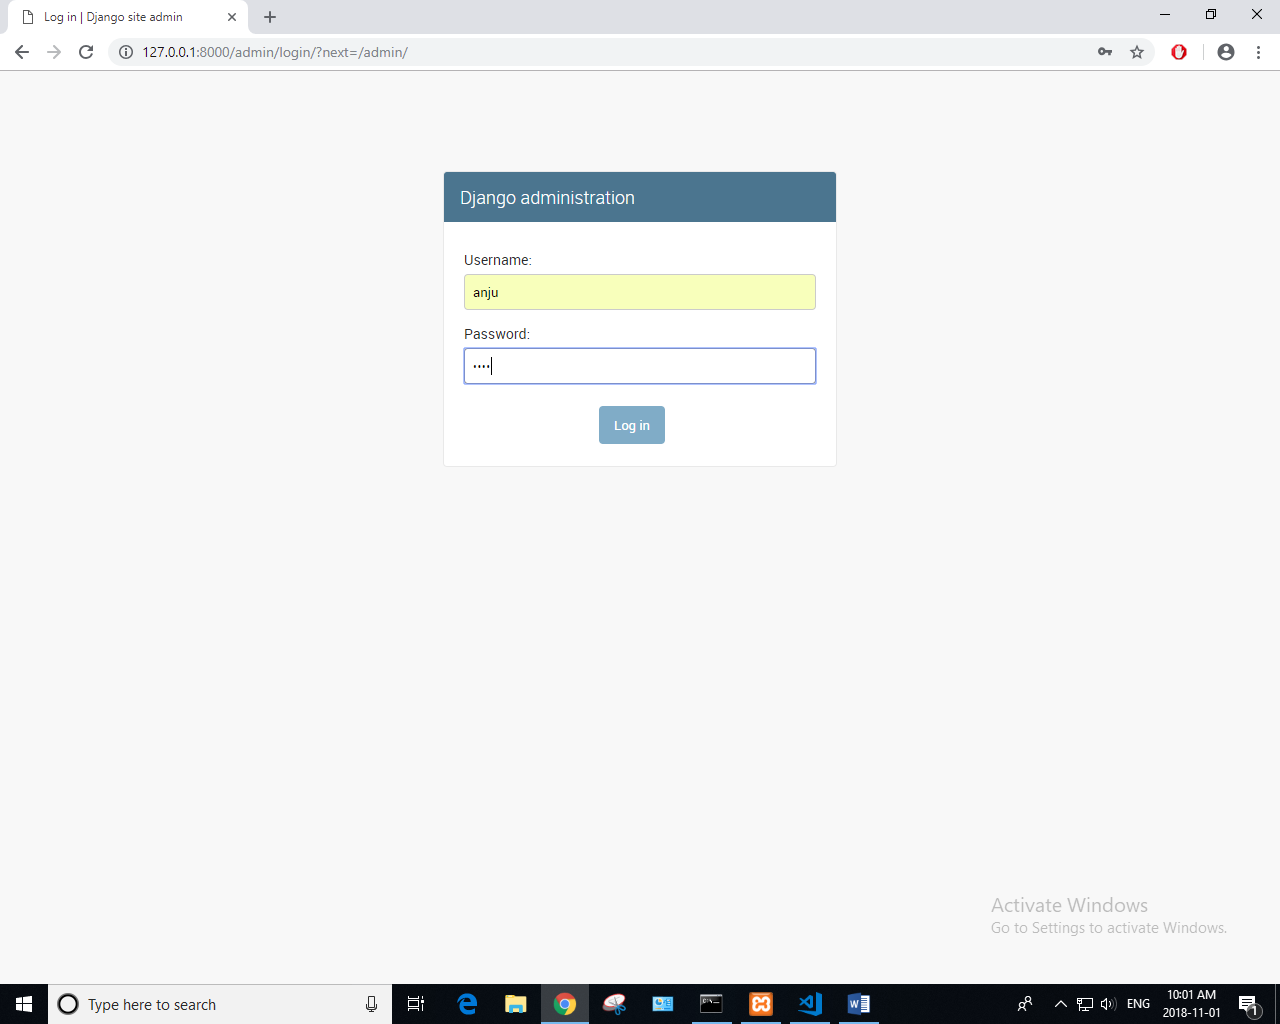 Log in | Django site admin
127.0.0.1:8000/admin/login/?next=/admin/
Django administration
Username:
anju
Password:
····
Log in
Activate Windows
Go to Settings to activate Windows.
Type here to search
ENG
10:01 AM
2018-11-01
1